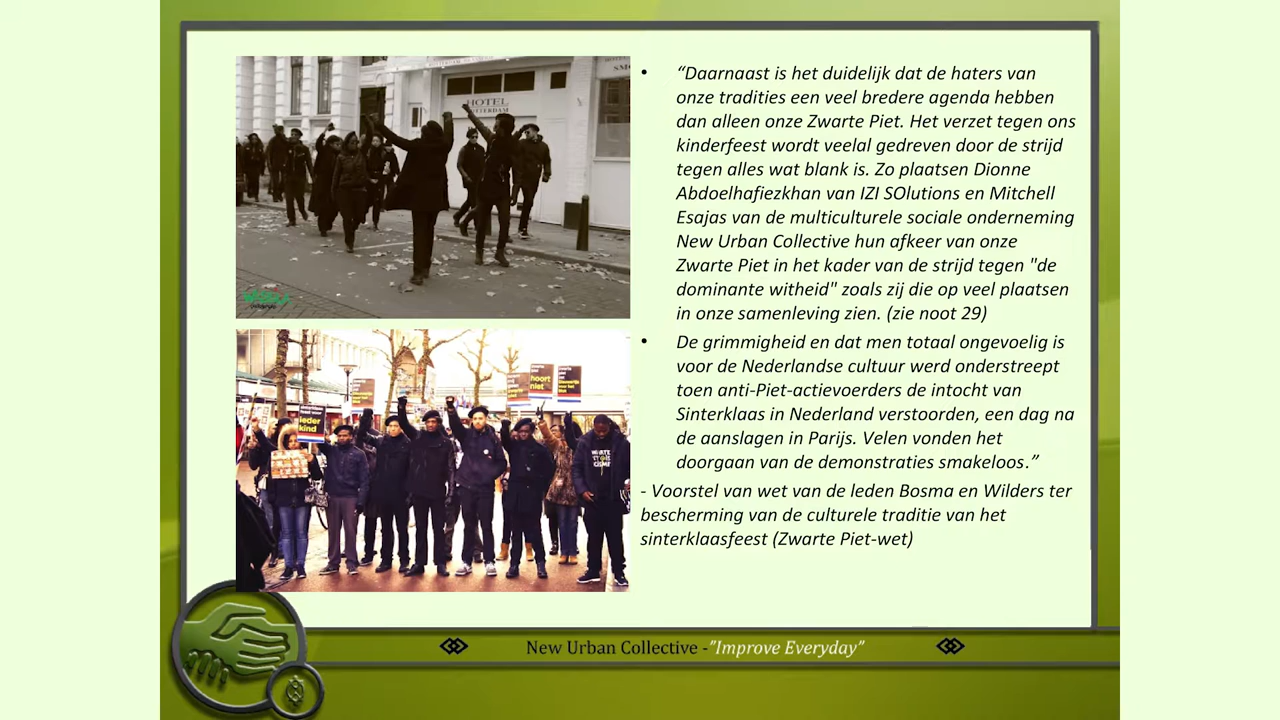 HOTEL
ROTTERDAM
“Daarnaast is het duidelijk dat de haters van
onze tradities een veel bredere agenda hebben
dan alleen onze Zwarte Piet. Het verzet tegen ons
kinderfeest wordt veelal gedreven door de strijd
tegen alles wat blank is. Zo plaatsen Dionne
Abdoelhafiezkhan van IZI SOlutions en Mitchell
Esajas van de multiculturele sociale onderneming
New Urban Collective hun afkeer van onze
Zwarte Piet in het kader van de strijd tegen "de
dominante witheid" zoals zij die op veel plaatsen
in onze samenleving zien. (zie noot 29)
De grimmigheid en dat men totaal ongevoelig is
voor de Nederlandse cultuur werd onderstreept
toen anti-Piet-actievoerders de intocht van
Sinterklaas in Nederland verstoorden, een dag na
de aanslagen in Parijs. Velen vonden het
doorgaan van de demonstraties smakeloos.”
- Voorstel van wet van de leden Bosma en Wilders ter
bescherming van de culturele traditie van het
sinterklaasfeest (Zwarte Piet-wet)
hoort
niet
ieder
kind
New Urban Collective -”Improve Everyday”